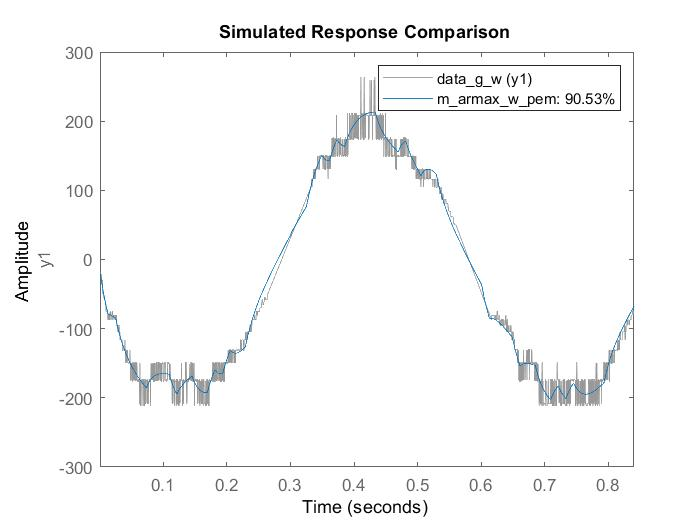 Simulated Response Comparison
data_g_w (y1)
m_armax_w_pem: 90.53%
300
200
100
0
-100
-200
-300
Amplitude
y1
0.1 0.2 0.3 0.4 0.5 0.6 0.7 0.8
Time (seconds)